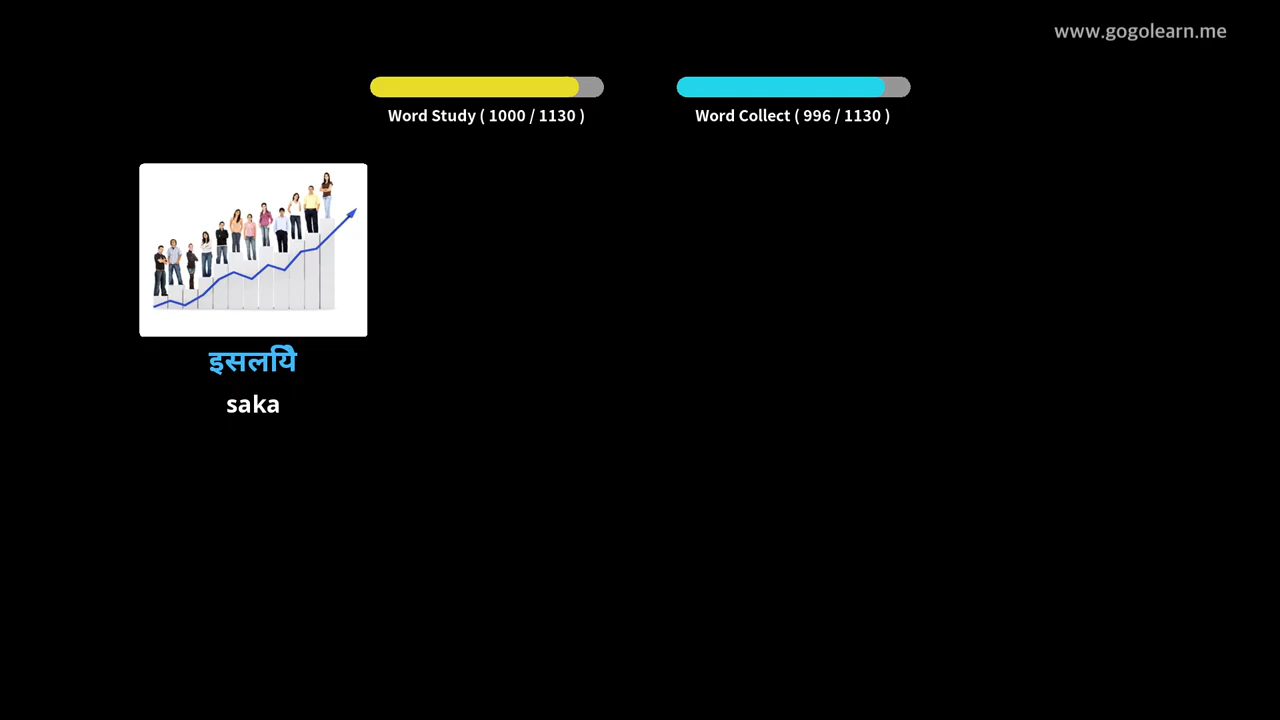 www.gogolearn.me
Word Study ( 1000 / 1130 )
Word Collect ( 996 / 1130 )
इसलयिे
saka